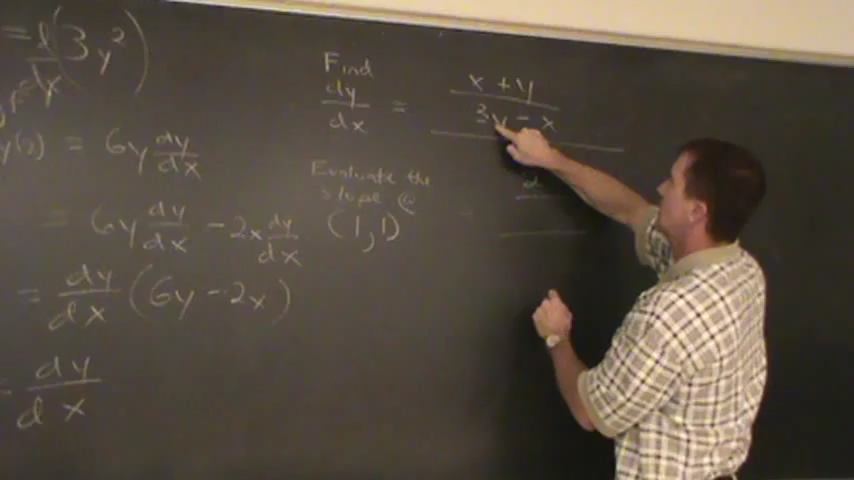 = d/dx (3y²)
= 6y dy/dx
= 6y dy/dx - 2x dy/dx
= dy/dx (6y - 2x)
dy/dx
Find
dy/dx = x + y / 3y - x
Evaluate the
slope @
(1,1)
2